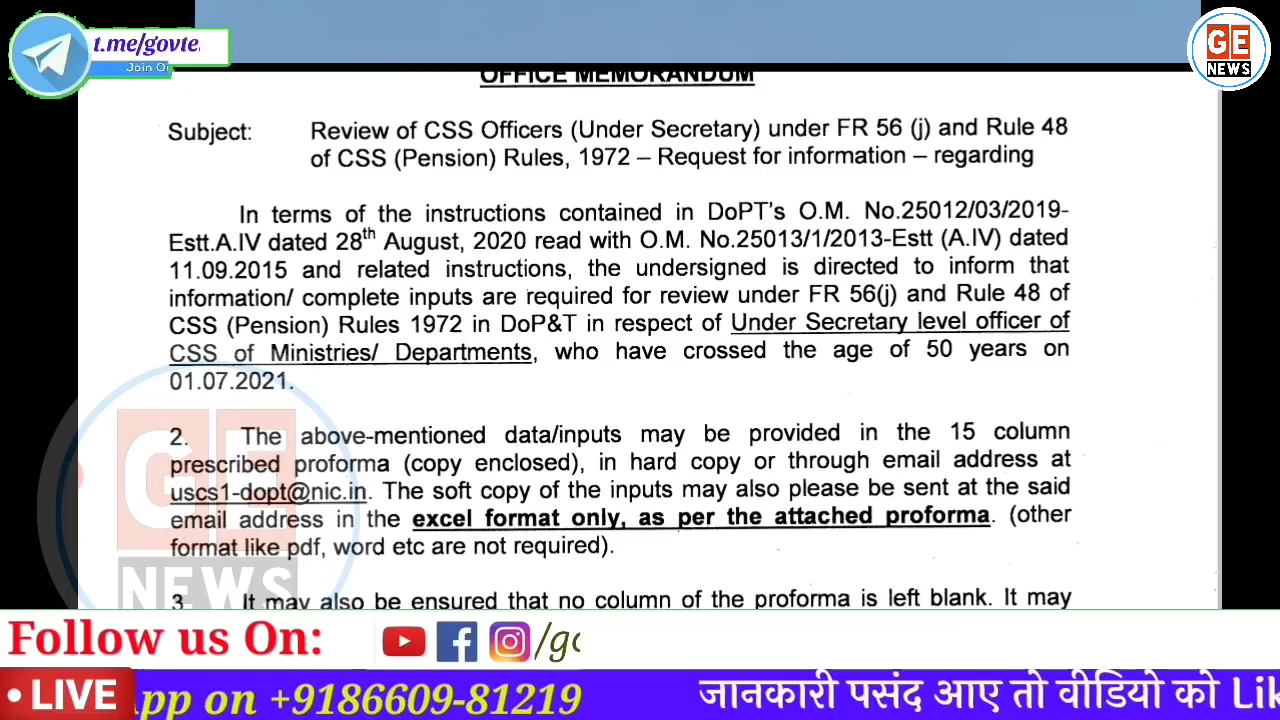 t.me/govte
Join O
GE
NEWS
OFFICE MEMORANDUM
Subject: Review of CSS Officers (Under Secretary) under FR 56 (j) and Rule 48
of CSS (Pension) Rules, 1972 – Request for information – regarding
In terms of the instructions contained in DoPT's O.M. No.25012/03/2019-
Estt.A.IV dated 28th August, 2020 read with O.M. No.25013/1/2013-Estt (A.IV) dated
11.09.2015 and related instructions, the undersigned is directed to inform that
information/ complete inputs are required for review under FR 56(j) and Rule 48 of
CSS (Pension) Rules 1972 in DoP&T in respect of Under Secretary level officer of
CSS of Ministries/ Departments, who have crossed the age of 50 years on
01.07.2021.
2. The above-mentioned data/inputs may be provided in the 15 column
prescribed proforma (copy enclosed), in hard copy or through email address at
uscs1-dopt@nic.in. The soft copy of the inputs may also please be sent at the said
email address in the excel format only, as per the attached proforma. (other
format like pdf, word etc are not required).
GE
NEWS
3. It may also be ensured that no column of the proforma is left blank. It may
Follow us On: /go
• LIVE pp on +9186609-81219 जानकारी पसंद आए तो वीडियो को Lik